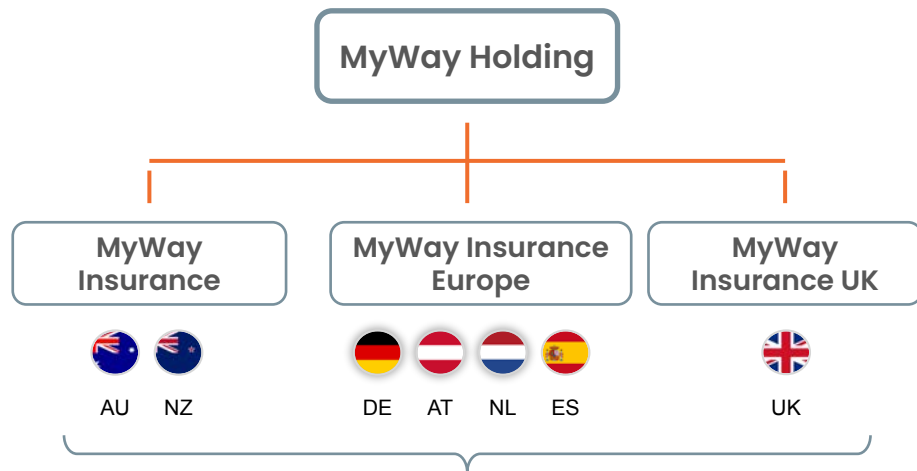 MyWay Holding
MyWay
Insurance
MyWay Insurance
Europe
MyWay
Insurance UK
AU NZ DE AT NL ES UK